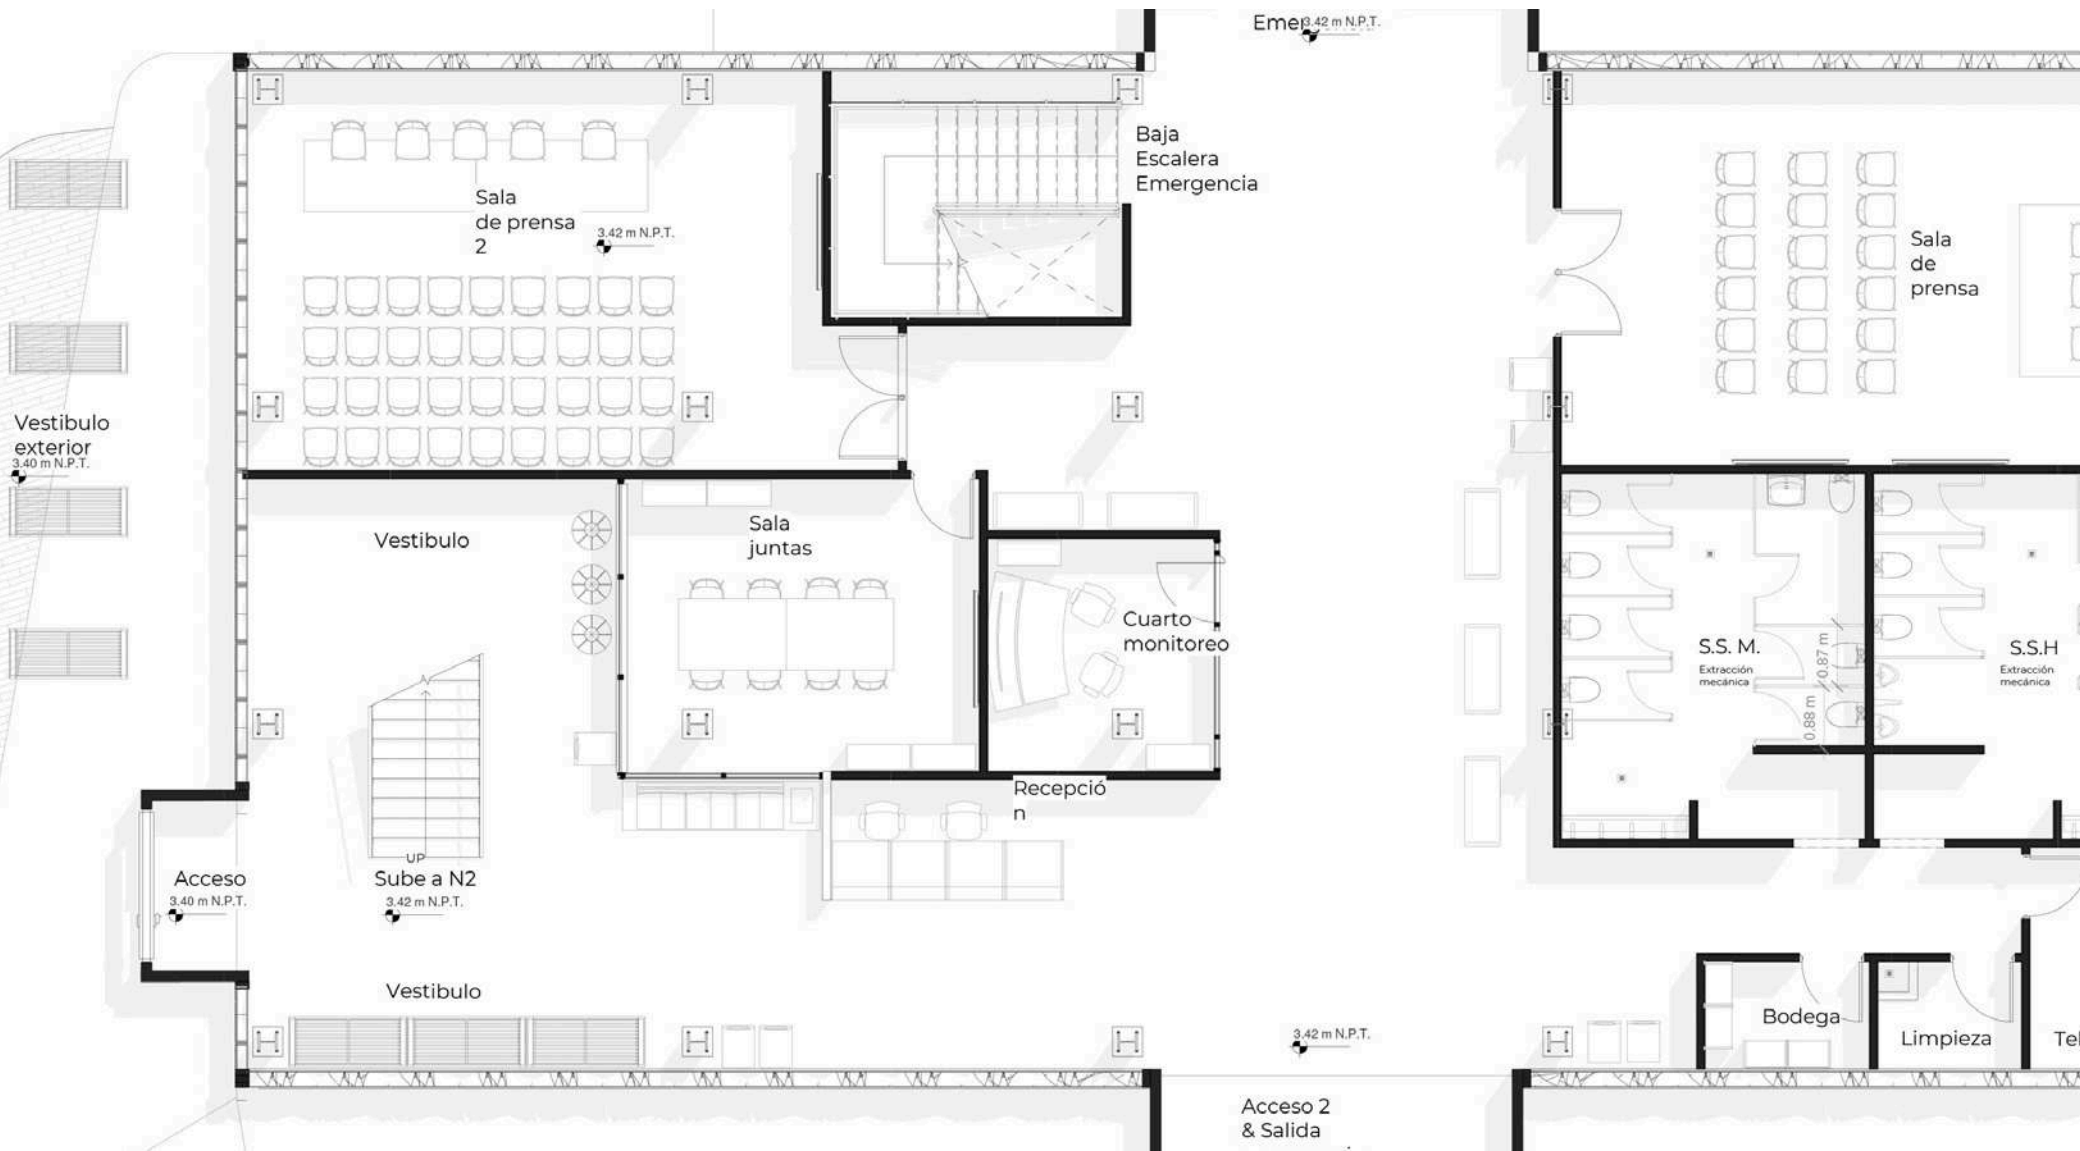 Eme
3.42 m N.P.T.
Baja
Escalera
Emergencia
Sala
de prensa
2
3.42 m N.P.T.
Sala
de
prensa
Vestibulo
exterior
3.40 m N.P.T.
Vestibulo
Sala
juntas
Cuarto
monitoreo
S.S. M.
Extracción
mecánica
0.87 m
0.88 m
S.S.H
Extracción
mecánica
Recepció
n
UP
Sube a N2
3.42 m N.P.T.
Acceso
3.40 m N.P.T.
Vestibulo
3.42 m N.P.T.
Bodega
Limpieza
Tel
Acceso 2
& Salida